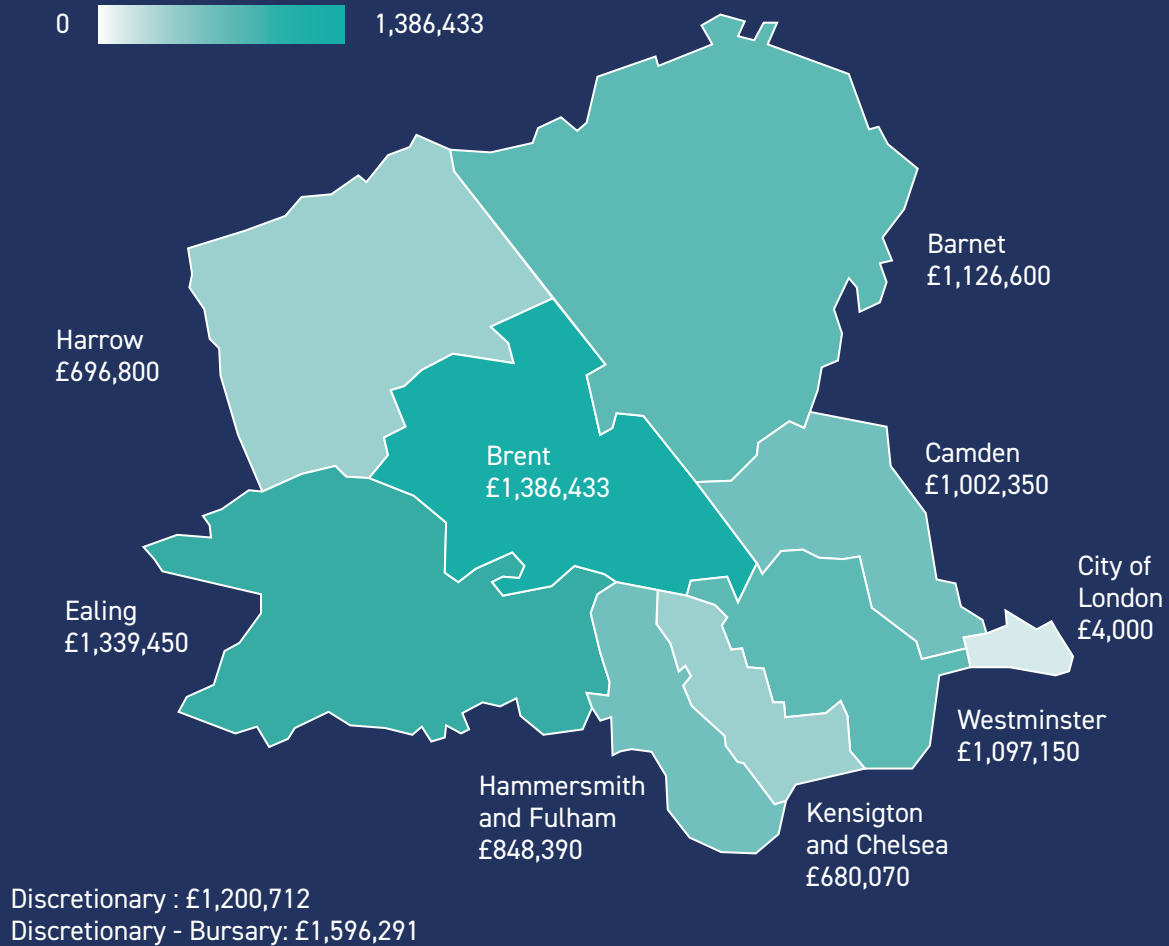 0
1,386,433
Barnet
£1,126,600
Harrow
£696,800
Brent
£1,386,433
Camden
£1,002,350
City of
London
£4,000
Ealing
£1,339,450
Westminster
£1,097,150
Hammersmith
and Fulham
£848,390
Kensigton
and Chelsea
£680,070
Discretionary : £1,200,712
Discretionary - Bursary: £1,596,291